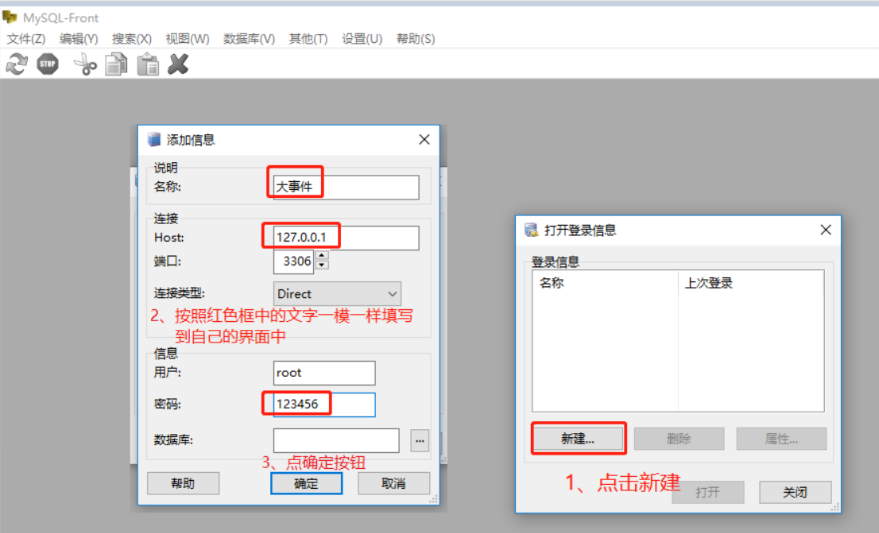 MySQL-Front
文件(Z) 编辑(Y) 搜索(X) 视图(W) 数据库(V) 其他(T) 设置(U) 帮助(S)
STOP
添加信息
说明
名称: 大事件
连接
Host: 127.0.0.1
端口: 3306
连接类型: Direct
2、按照红色框中的文字一模一样填写
到自己的界面中
信息
用户: root
密码: 123456
数据库: ...
3、点确定按钮
帮助 确定 取消
打开登录信息
登录信息
名称 上次登录
新建... 删除 属性...
1、点击新建
打开 关闭